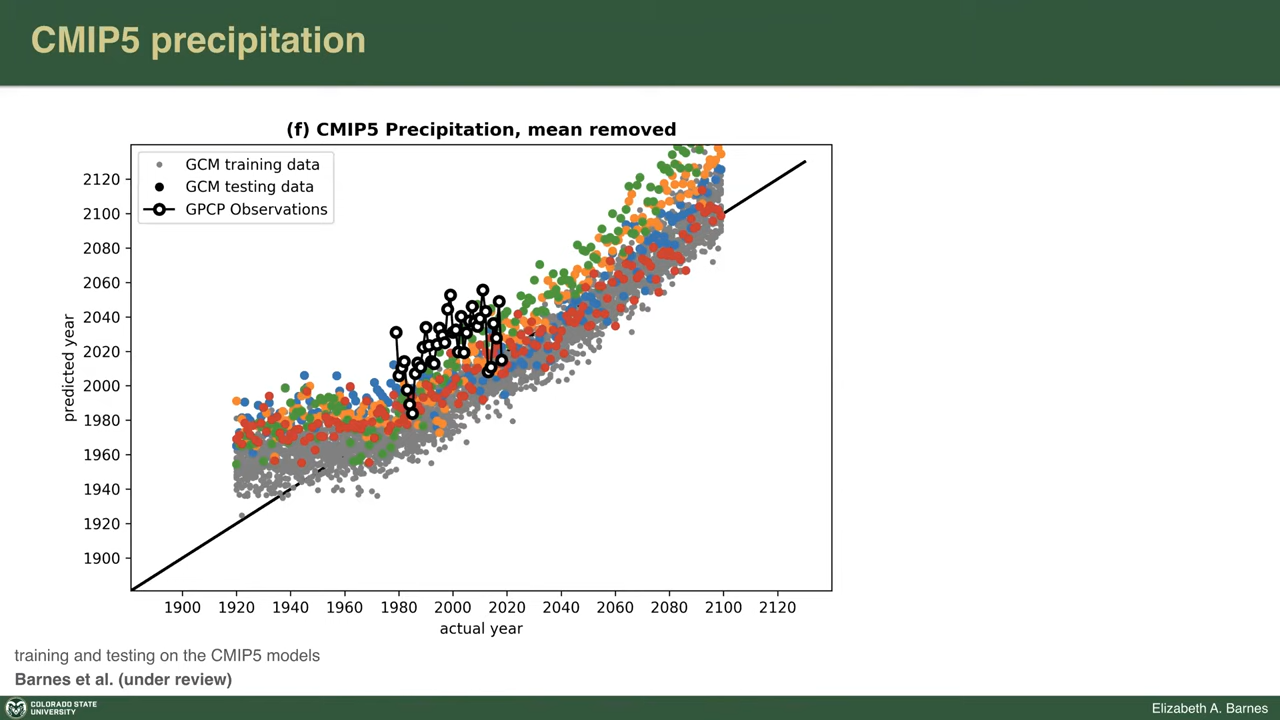 CMIP5 precipitation
(f) CMIP5 Precipitation, mean removed
GCM training data
GCM testing data
GPCP Observations
predicted year
2120
2100
2080
2060
2040
2020
2000
1980
1960
1940
1920
1900
1900 1920 1940 1960 1980 2000 2020 2040 2060 2080 2100 2120
actual year
training and testing on the CMIP5 models
Barnes et al. (under review)
COLORADO STATE
UNIVERSITY
Elizabeth A. Barnes